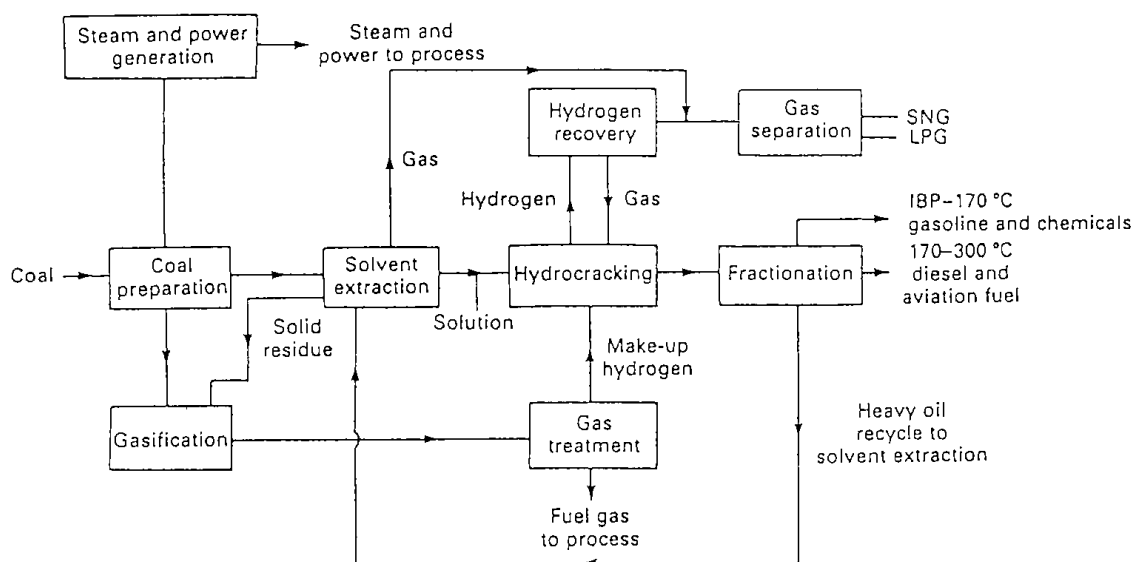 Steam and power
generation
Steam and
power to process
Hydrogen
recovery
Gas
separation
SNG
LPG
Gas
Hydrogen
Gas
IBP–170 °C
gasoline and chemicals
Coal
Coal
preparation
Solvent
extraction
Hydrocracking
Fractionation
170–300 °C
diesel and
aviation fuel
Solution
Solid
residue
Make-up
hydrogen
Gasification
Gas
treatment
Heavy oil
recycle to
solvent extraction
Fuel gas
to process